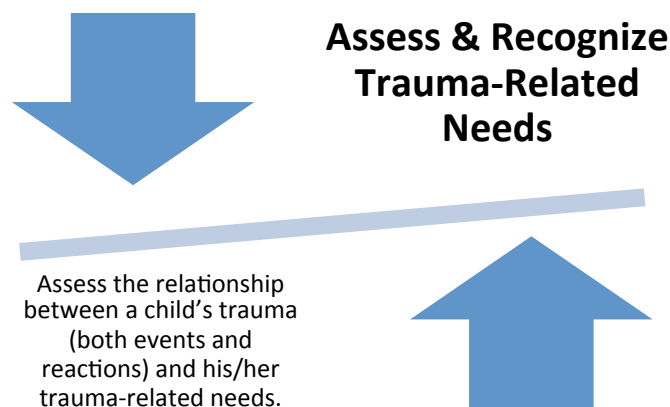 Assess & Recognize
Trauma-Related
Needs
Assess the relationship
between a child’s trauma
(both events and
reactions) and his/her
trauma-related needs.